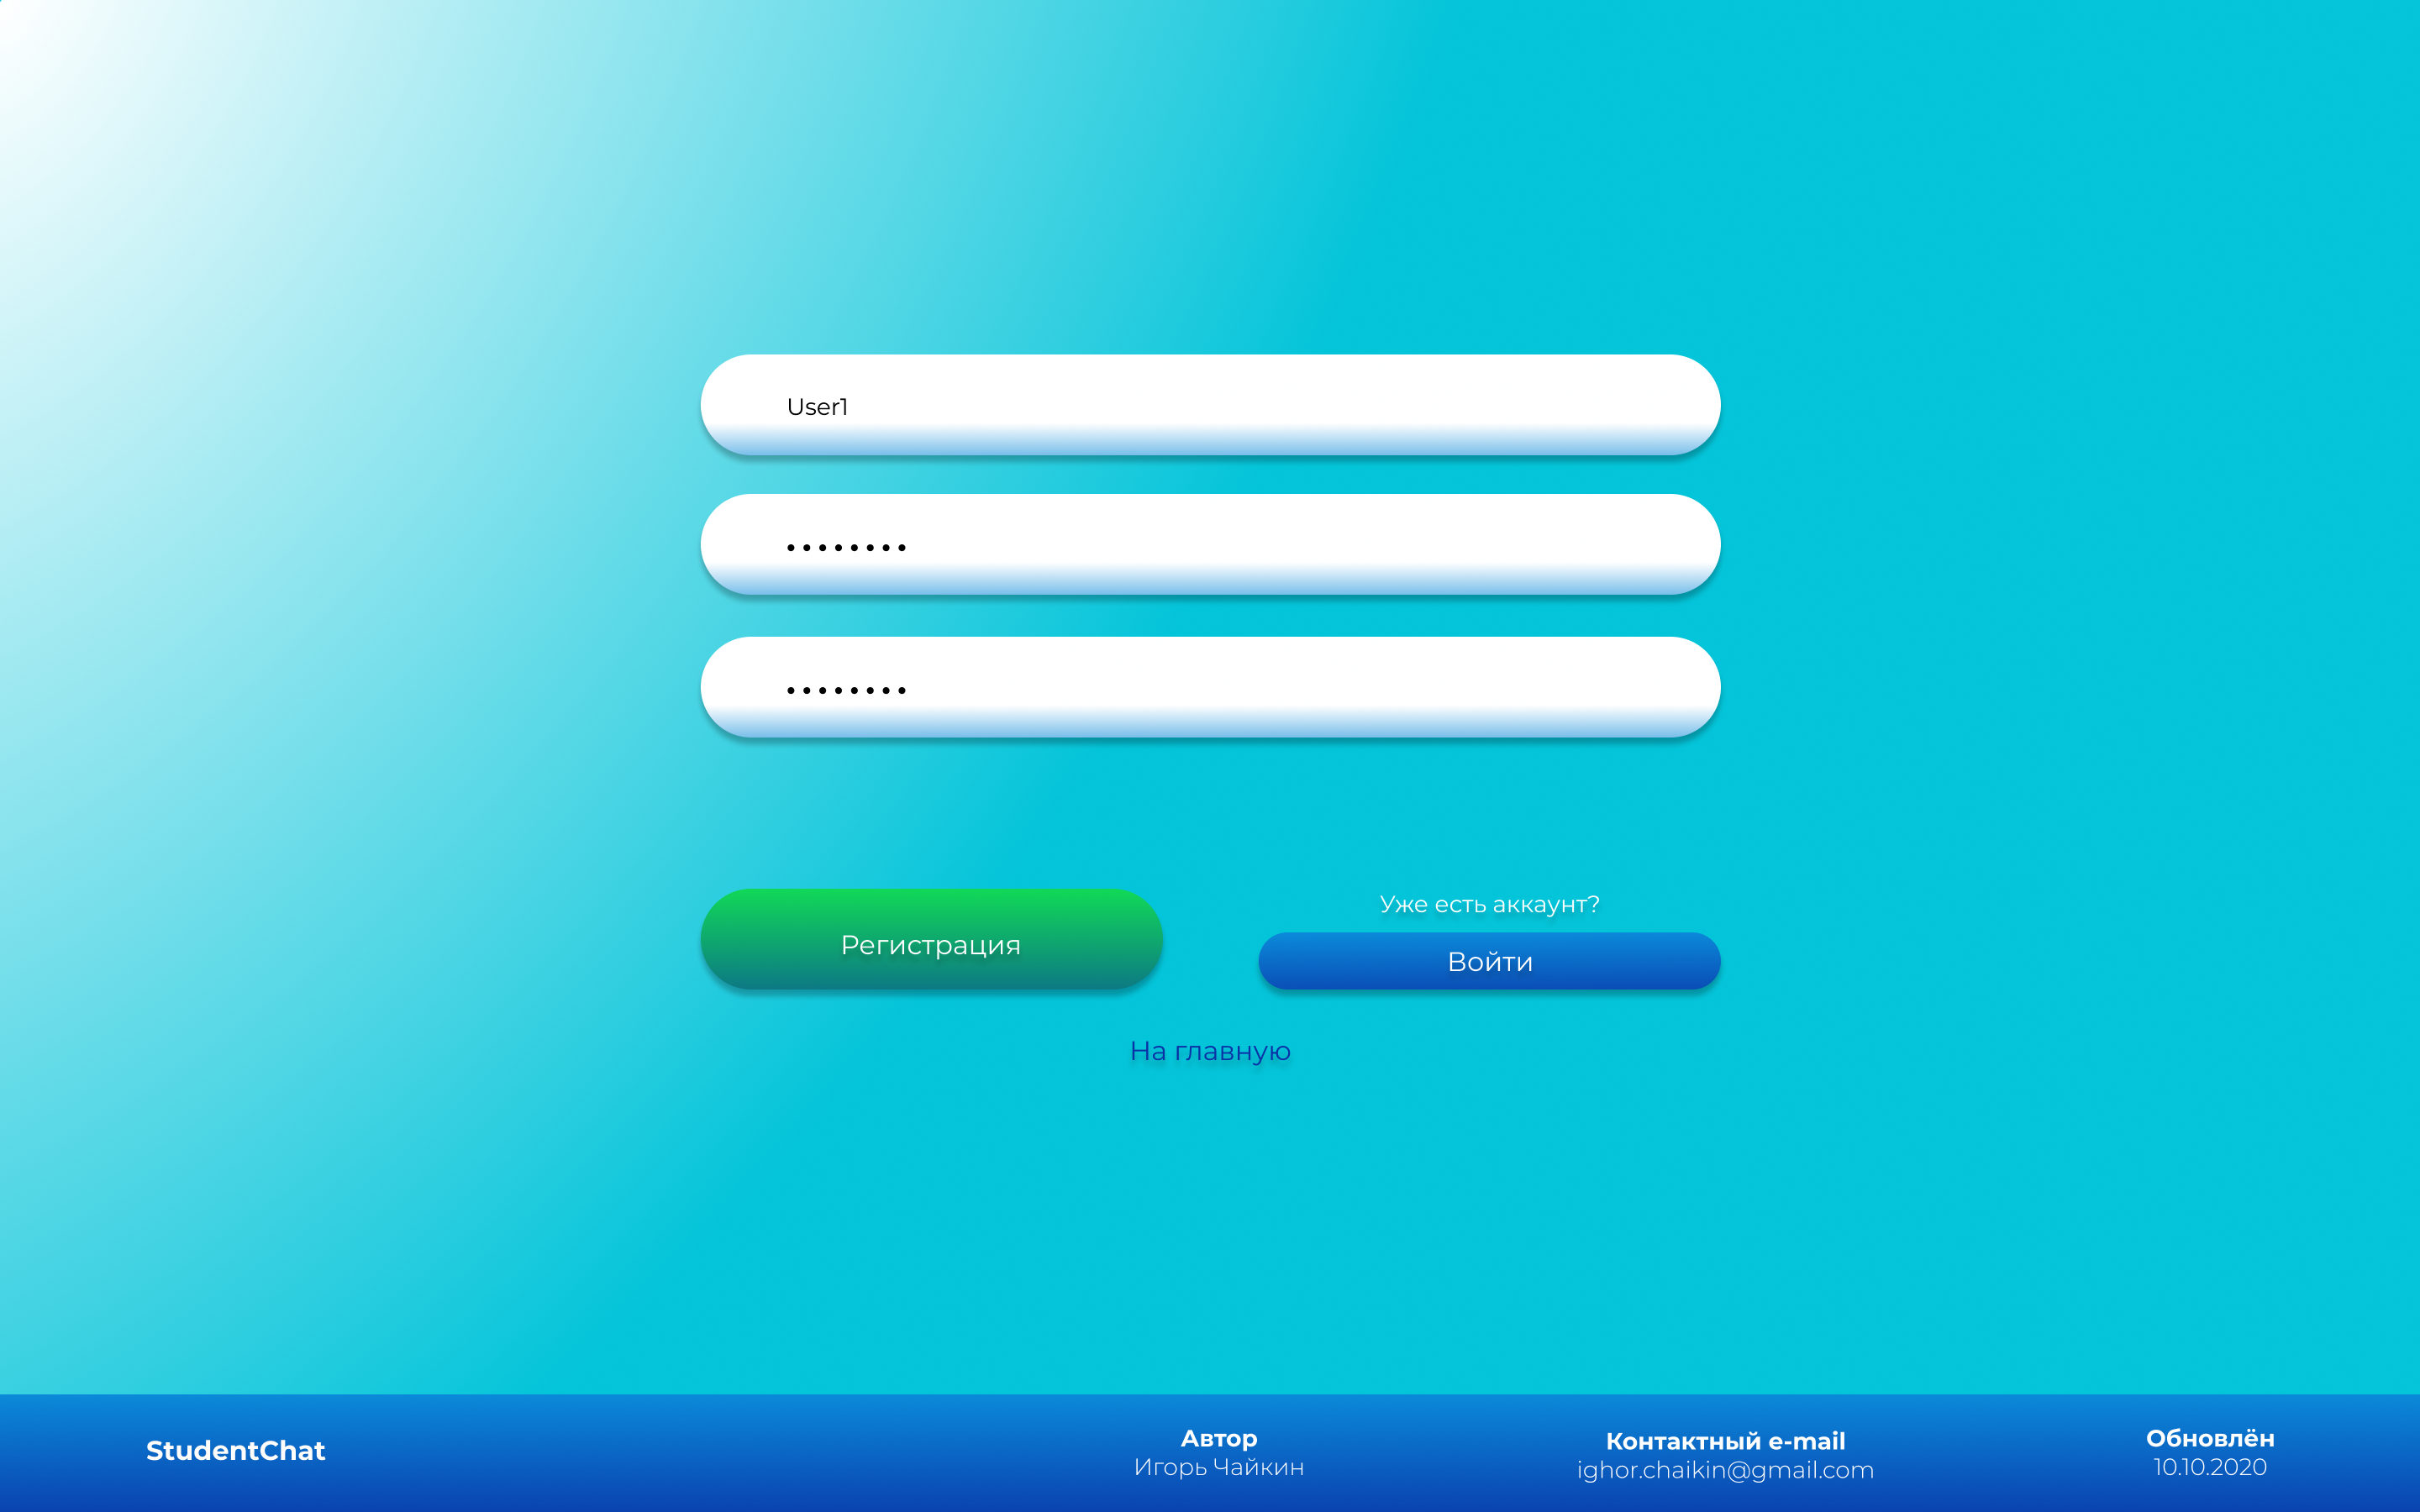 User1
••••••••
••••••••
Регистрация
Уже есть аккаунт?
Войти
На главную
StudentChat
Автор
Игорь Чайкин
Контактный e-mail
ighor.chaikin@gmail.com
Обновлён
10.10.2020